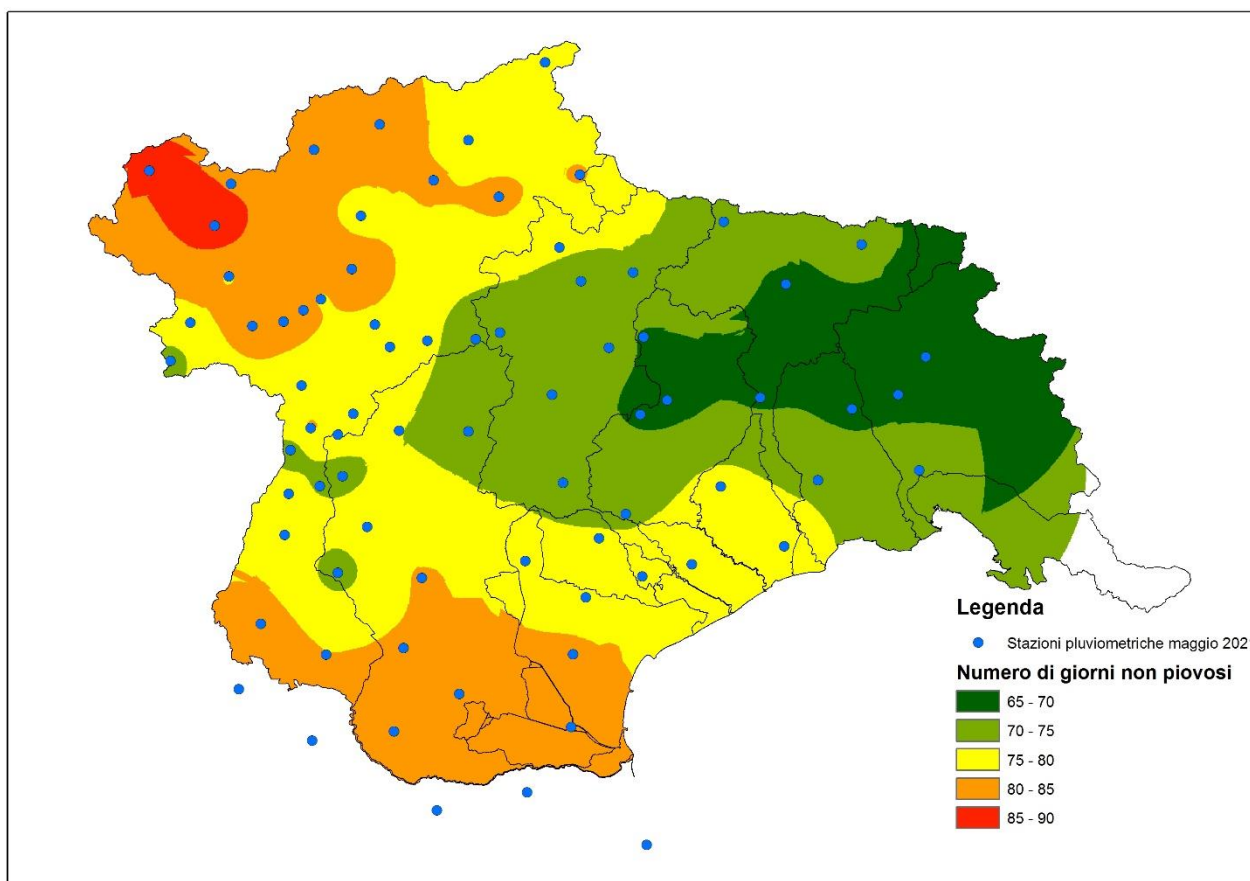 Legenda
Stazioni pluviometriche maggio 202
Numero di giorni non piovosi
65 - 70
70 - 75
75 - 80
80 - 85
85 - 90